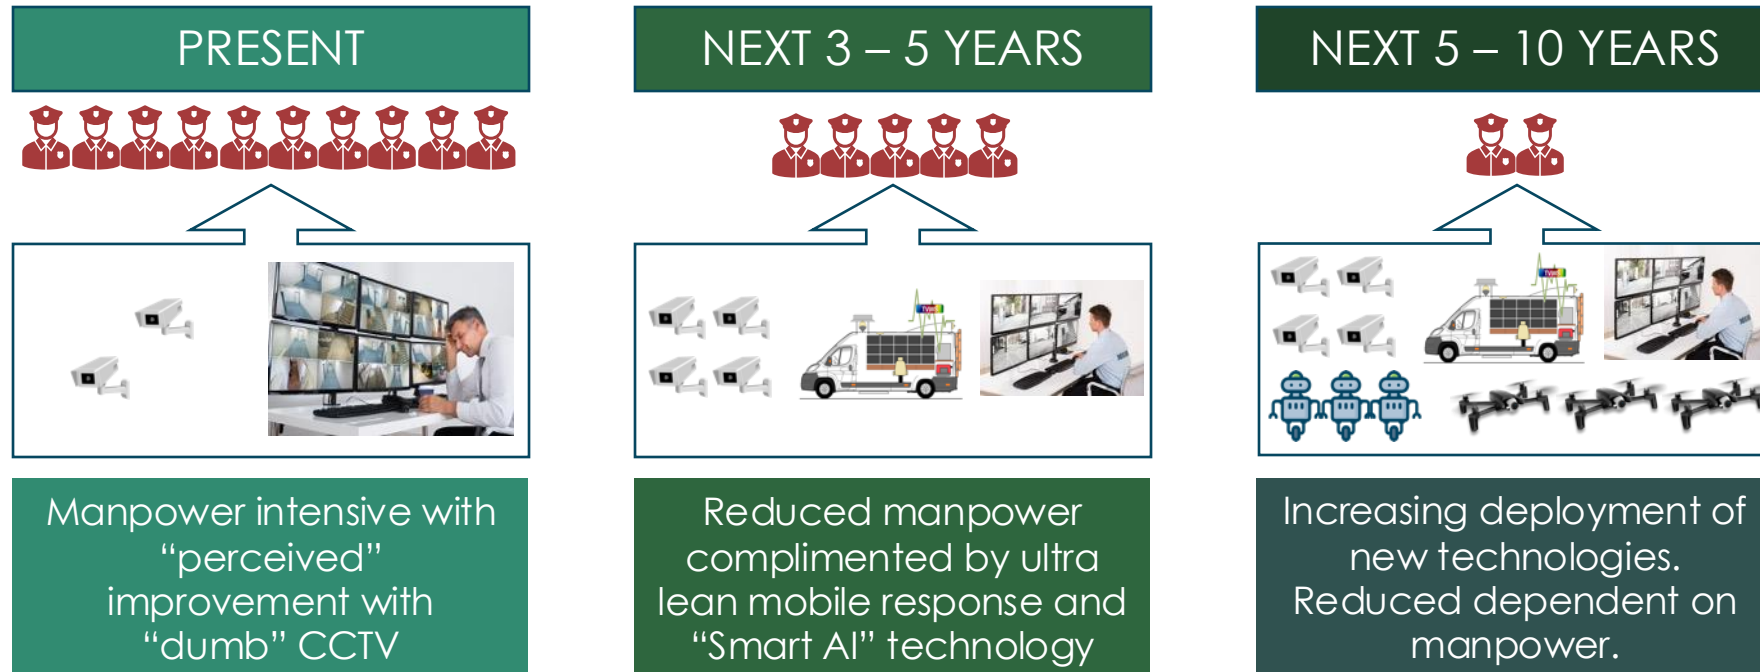 PRESENT
Manpower intensive with
“perceived”
improvement with
“dumb” CCTV
NEXT 3 – 5 YEARS
Reduced manpower
complimented by ultra
lean mobile response and
“Smart AI” technology
NEXT 5 – 10 YEARS
Increasing deployment of
new technologies.
Reduced dependent on
manpower.